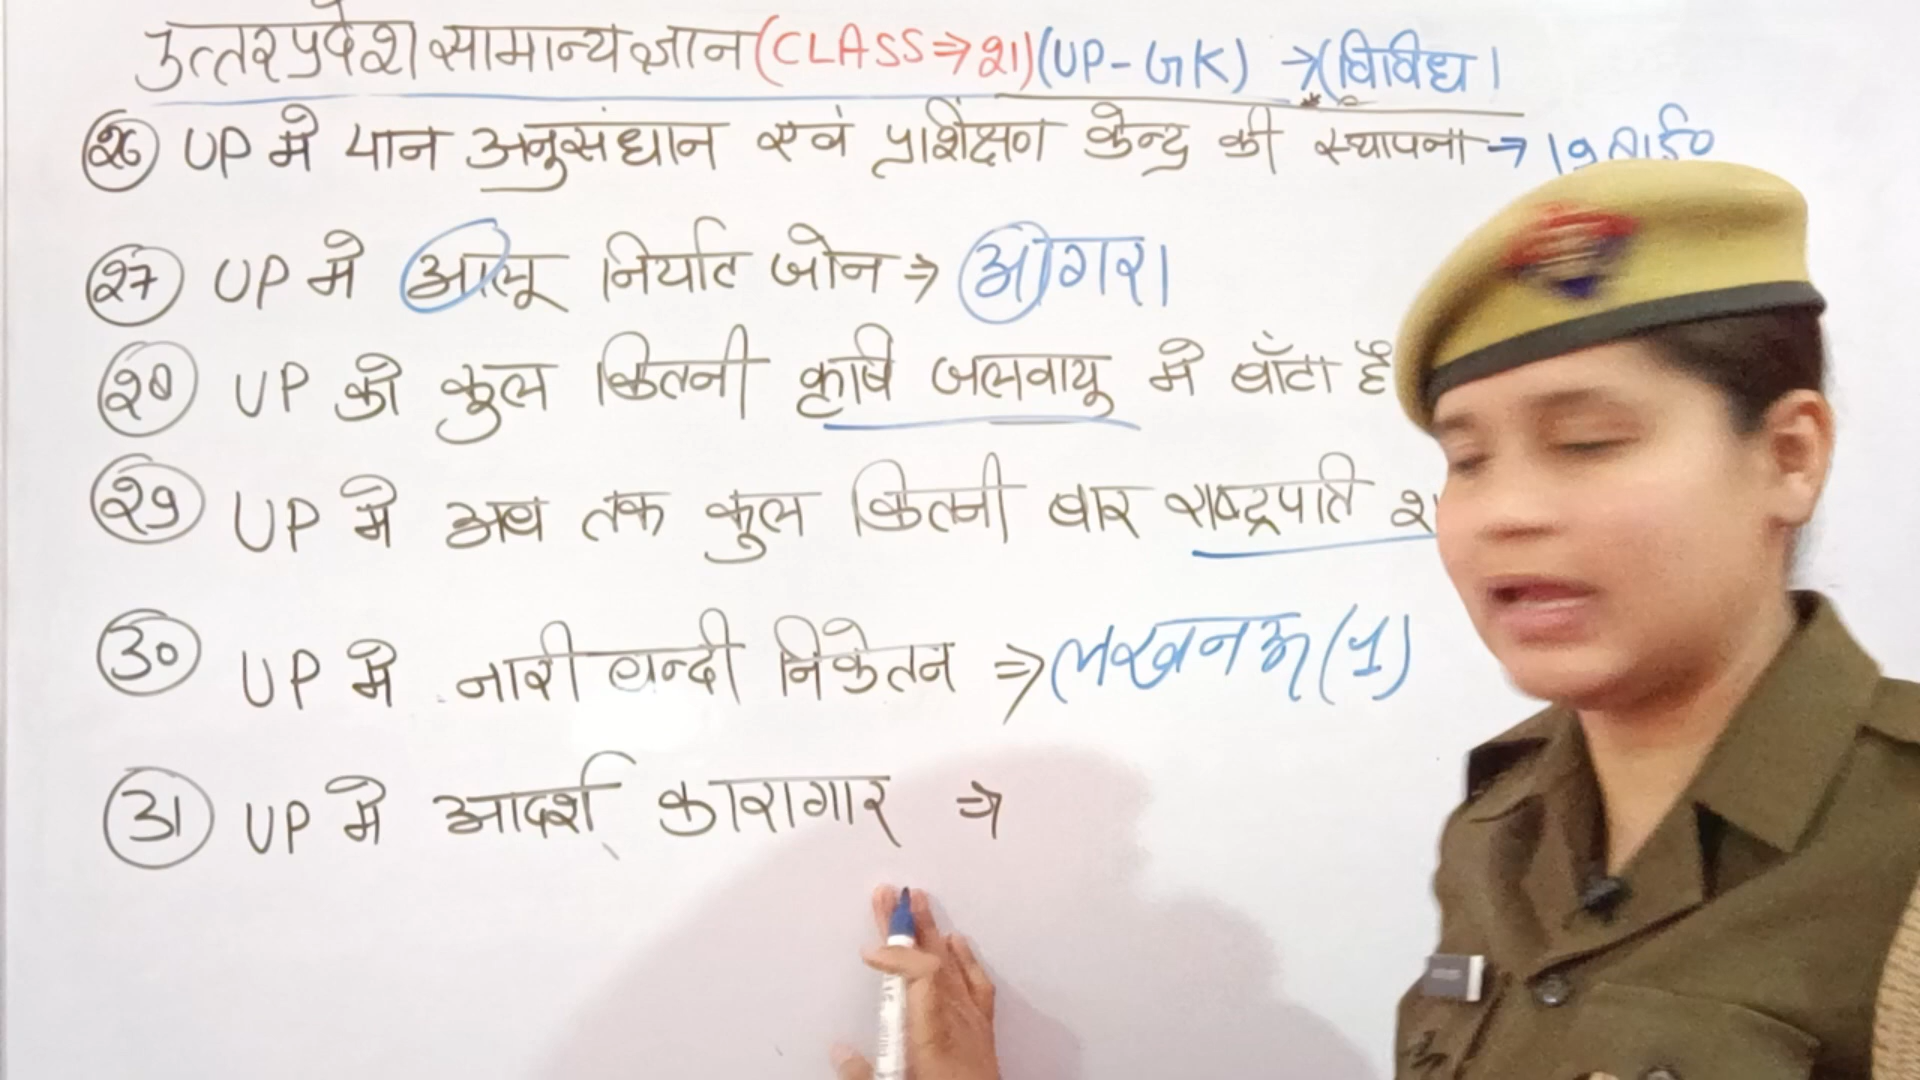 उत्तरप्रदेश सामान्य ज्ञान (CLASS⇒21) (UP-GK) →(विविध।
26 UP मे पान अनुसंधान एवं प्रशिक्षण केन्द्र की स्थापना →
27 UP मे आलू निर्यात जोन ⇒ आगरा
28 UP को कुल कितनी कृषि जलवायु मे बाँटा है
29 UP मे अब तक कुल कितनी बार राष्ट्रपति
30 UP मे नारी बन्दी निकेतन ⇒ लखनऊ (1)
31 UP मे आदर्श कारागार ⇒